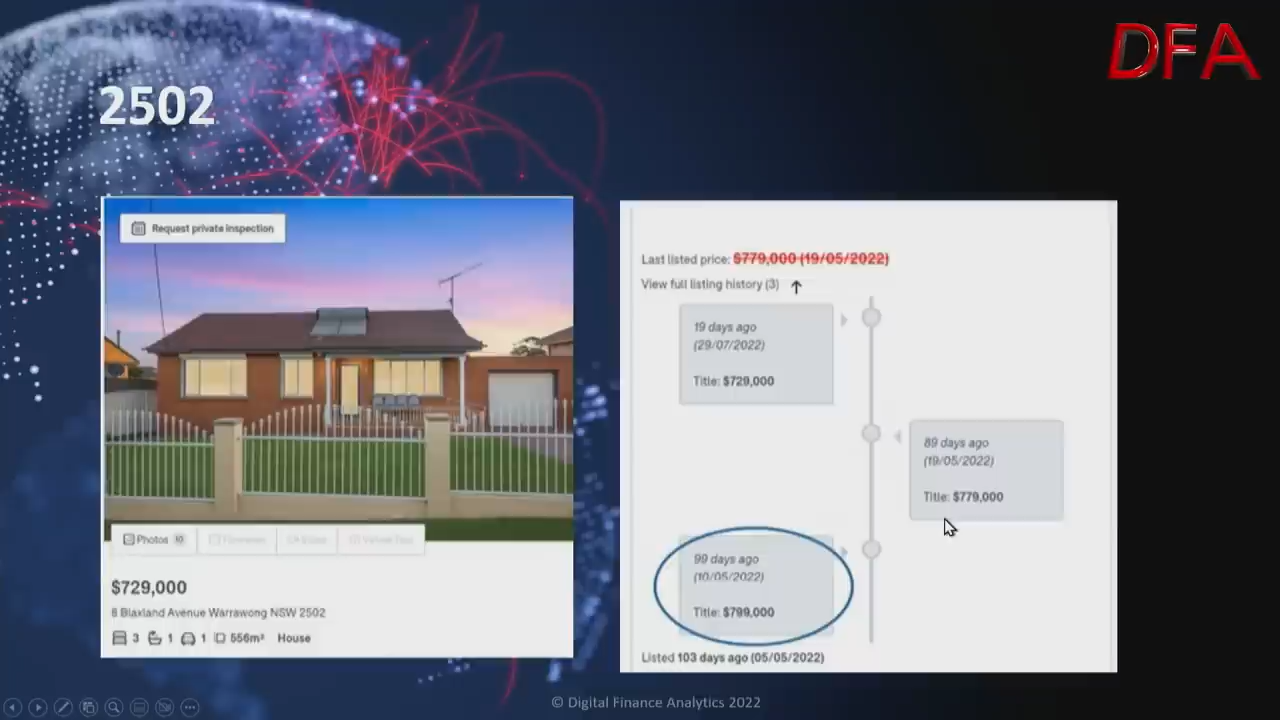 DFA
2502
Request private inspection
Photos 10
$729,000
8 Blaxland Avenue Warrawong NSW 2502
3 1 1 556m² House
Last listed price: $779,000 (19/05/2022)
View full listing history (3)
19 days ago
(29/07/2022)
Title: $729,000
89 days ago
(19/05/2022)
Title: $779,000
99 days ago
(10/05/2022)
Title: $799,000
Listed 103 days ago (05/05/2022)
© Digital Finance Analytics 2022